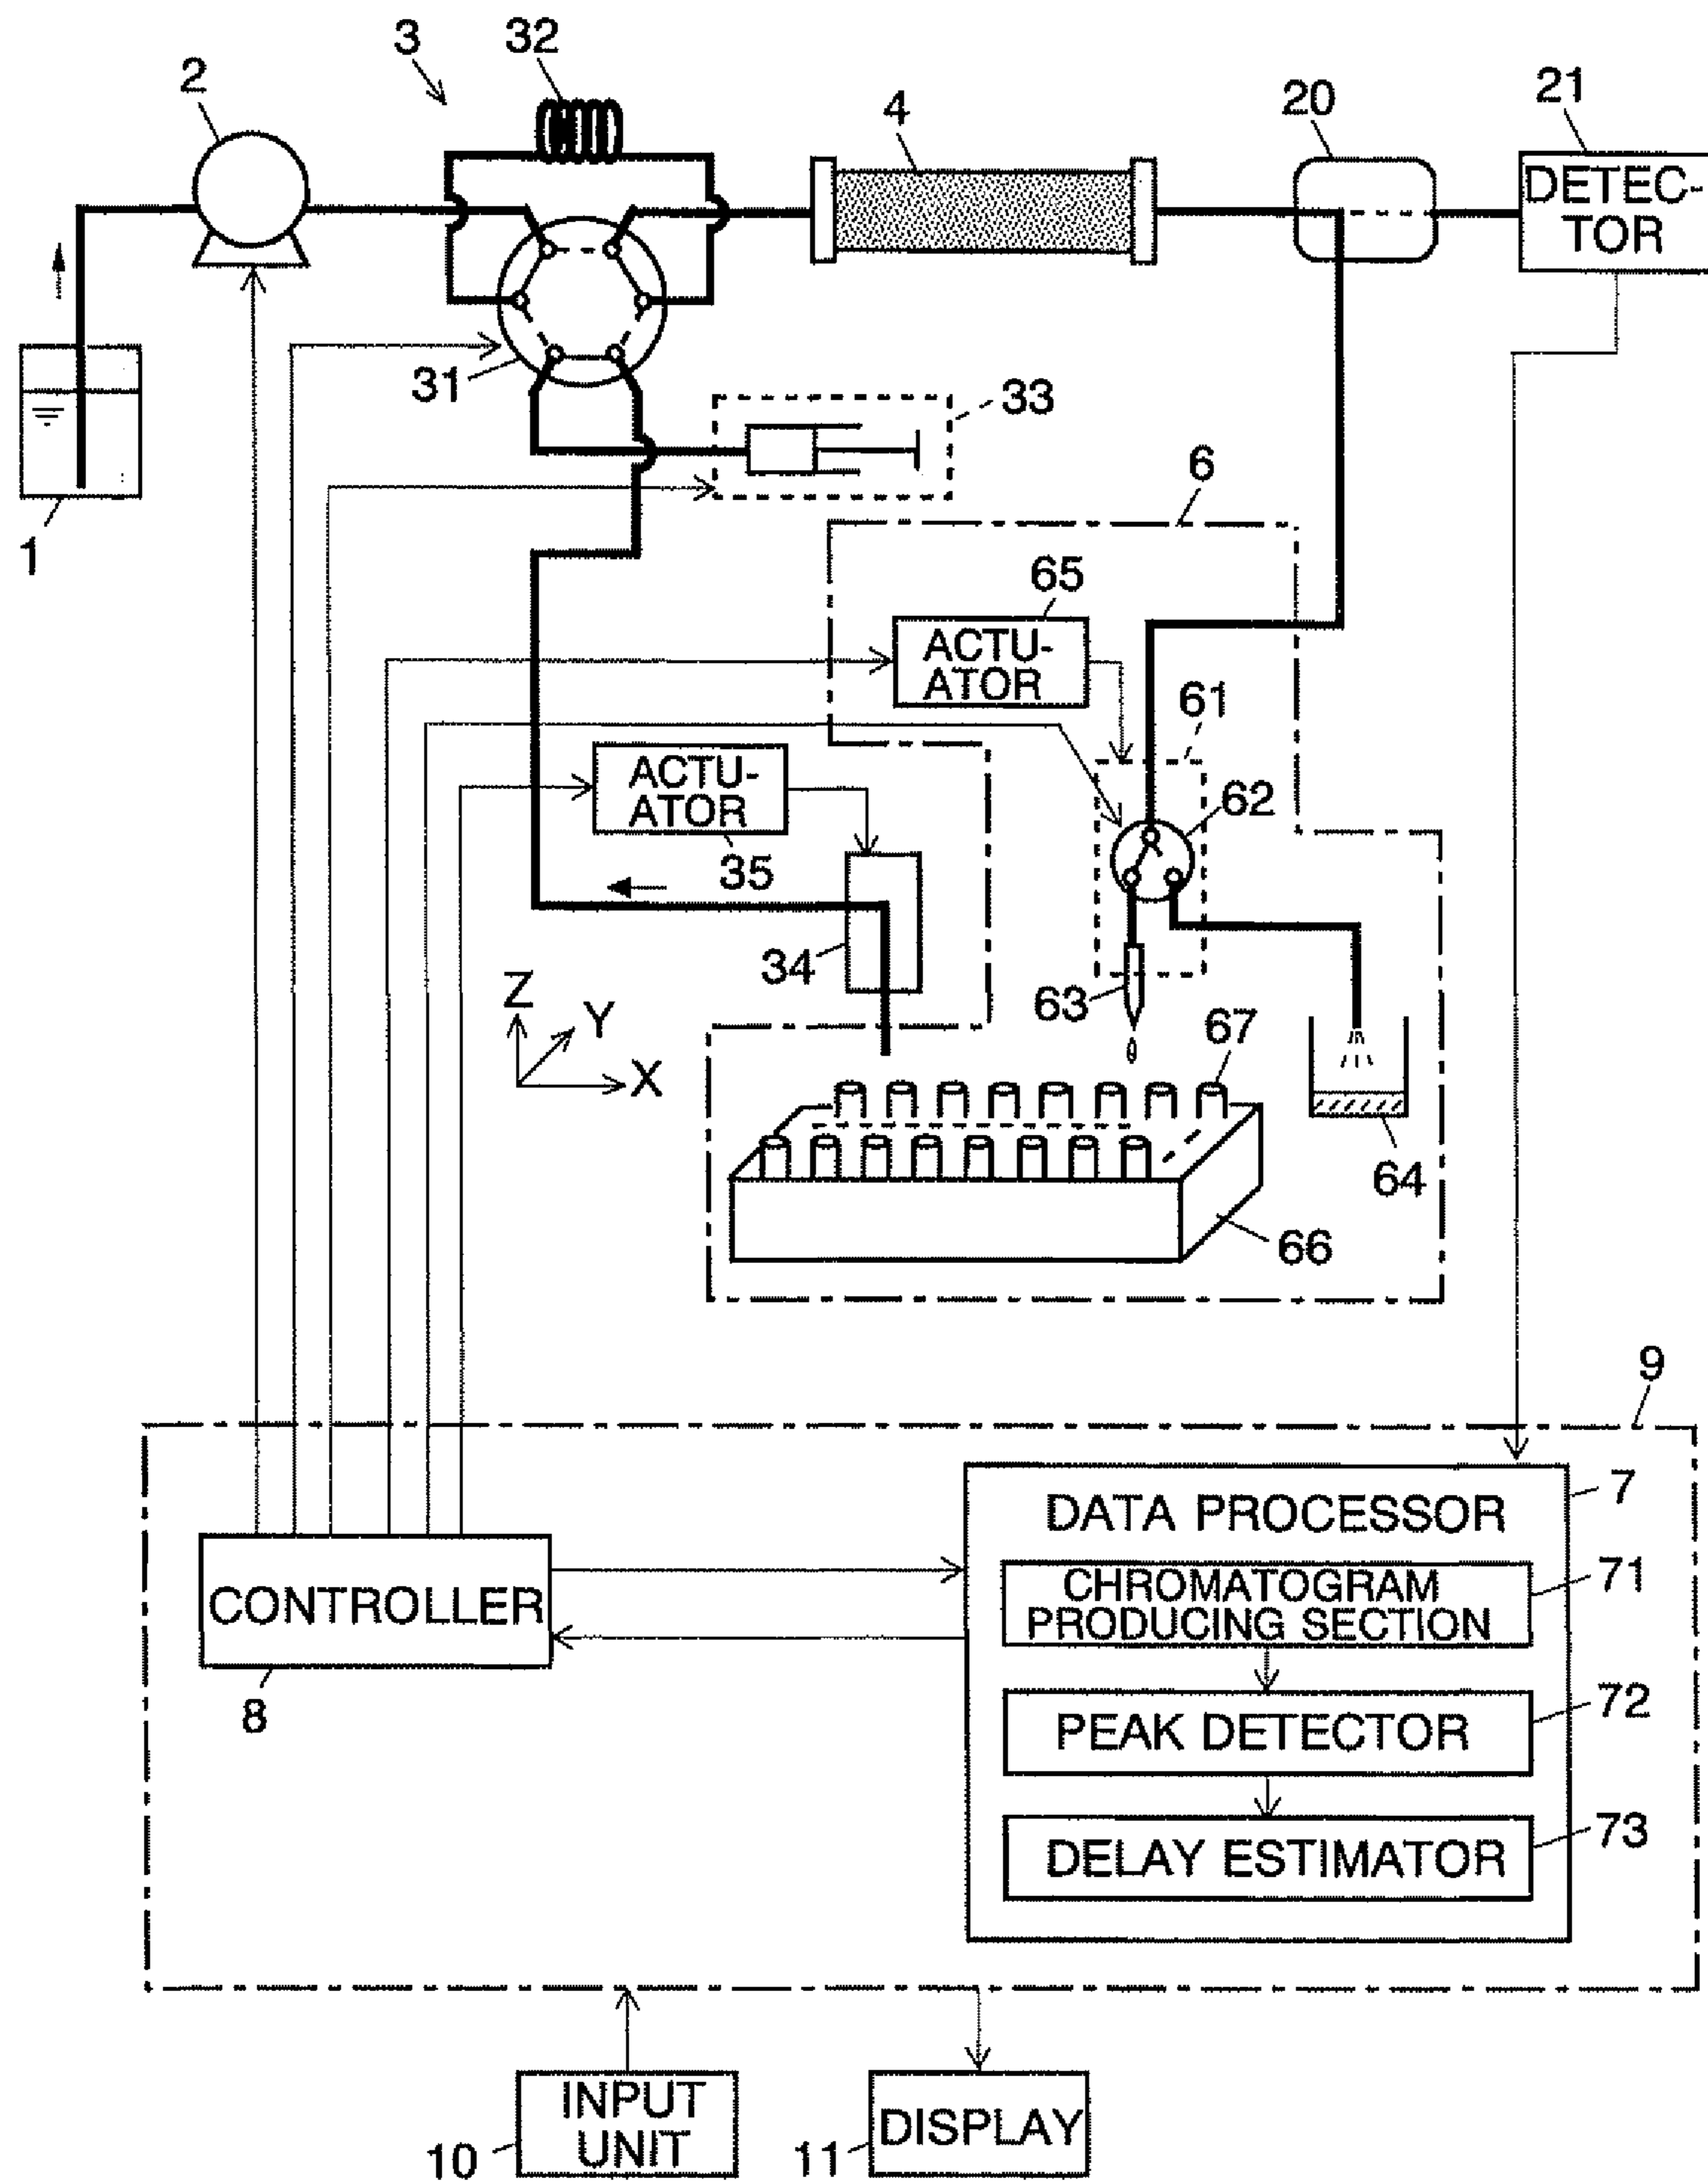 3
32
2
4
20
21
DETEC-
TOR
31
33
1
6
65
ACTU-
ATOR
61
ACTU-
ATOR
62
35
34
63
Z
Y
X
67
64
66
9
7
DATA PROCESSOR
71
CHROMATOGRAM
PRODUCING SECTION
CONTROLLER
8
72
PEAK DETECTOR
73
DELAY ESTIMATOR
INPUT
UNIT
10
DISPLAY
11